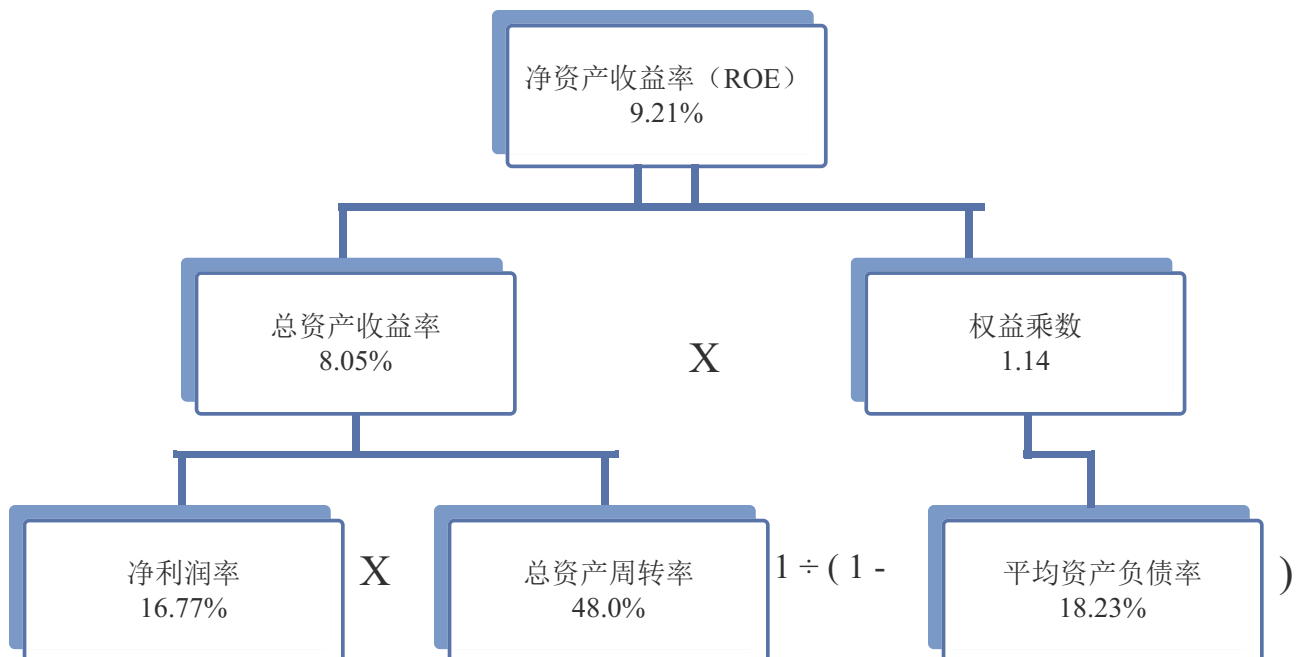 净资产收益率（ROE）
9.21%
总资产收益率
8.05%
X
权益乘数
1.14
净利润率
16.77%
X
总资产周转率
48.0%
1 ÷ ( 1 -
平均资产负债率
18.23%
)